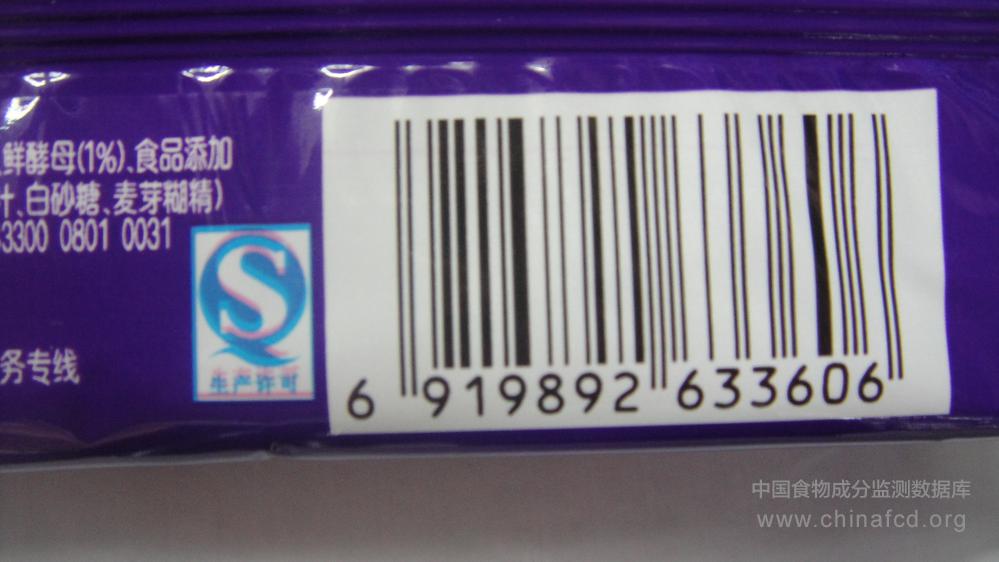 鲜酵母(1%)、食品添加
、白砂糖、麦芽糊精)
3300 0801 0031
生产许可
务专线
6 919892 633606
中国食物成分监测数据库
www.chinafcd.org